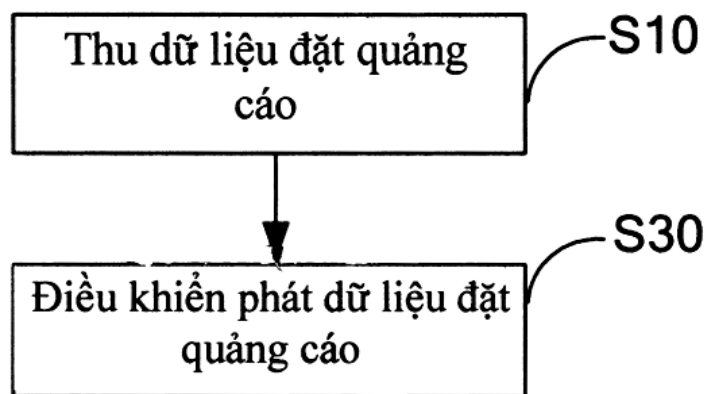 Thu dữ liệu đặt quảng
cáo
S10
Điều khiển phát dữ liệu đặt
quảng cáo
S30